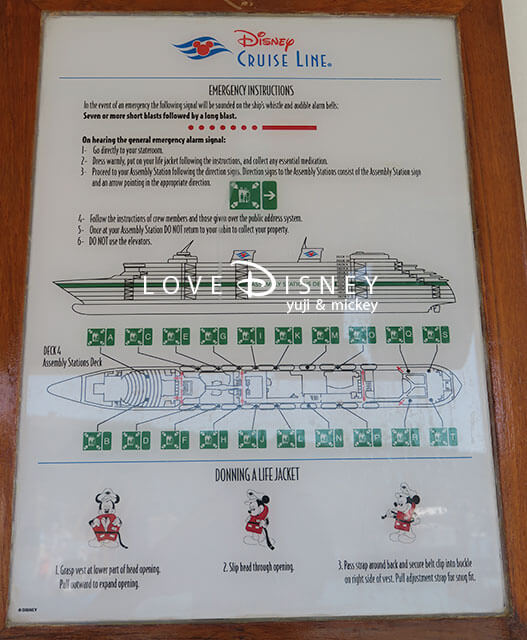 Disney
CRUISE LINE®
EMERGENCY INSTRUCTIONS
In the event of an emergency the following signal will be sounded on the ship's whistle and audible alarm bells:
Seven or more short blasts followed by a long blast.
On hearing the general emergency alarm signal:
1- Go directly to your stateroom.
2- Dress warmly, put on your life jacket following the instructions, and collect any essential medication.
3- Proceed to your Assembly Station following the direction signs. Direction signs to the Assembly Stations consist of the Assembly Station sign
and an arrow pointing in the appropriate direction.
4- Follow the instructions of crew members and those given over the public address system.
5- Once at your Assembly Station DO NOT return to your cabin to collect your property.
6- DO NOT use the elevators.
LOVE DISNEY
yuji & mickey
A C E G I K M O Q S
DECK 4
Assembly Stations Deck
B D F H J L N P R T
DONNING A LIFE JACKET
1. Grasp vest at lower part of head opening.
Pull outward to expand opening.
2. Slip head through opening.
3. Pass strap around back and secure belt clip into buckle
on right side of vest. Pull adjustment strap for snug fit.
© DISNEY